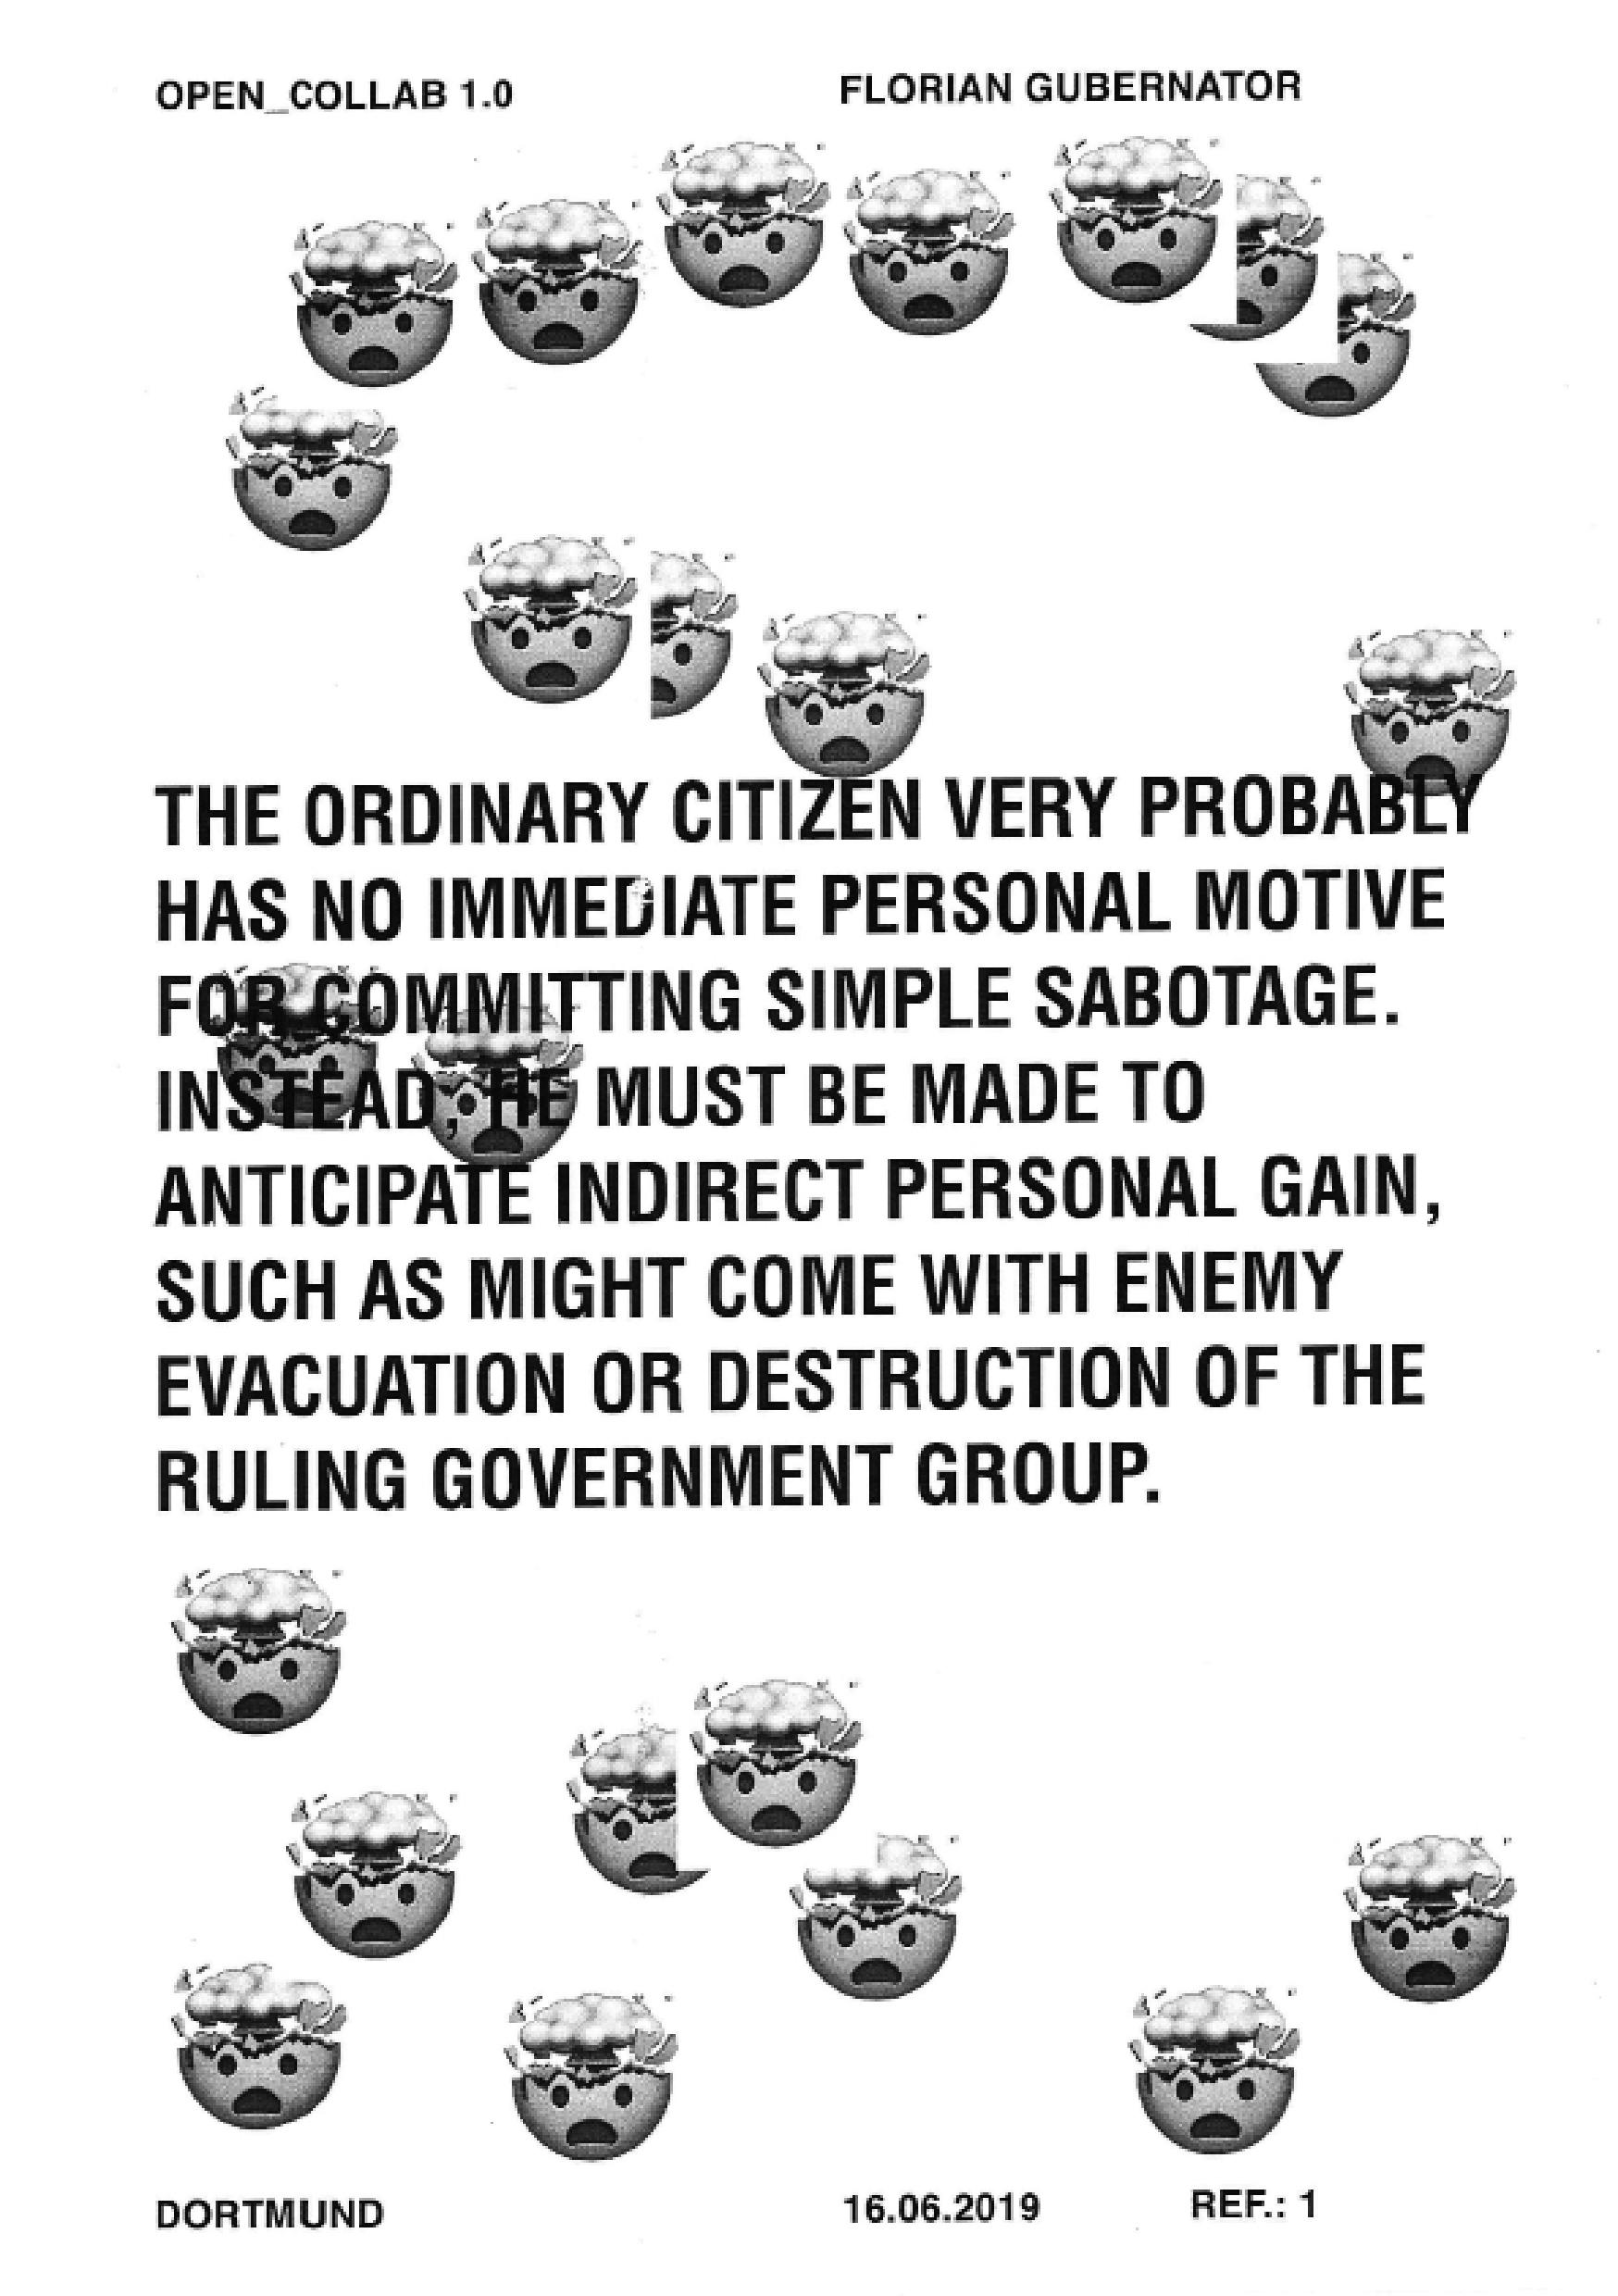 OPEN_COLLAB 1.0 FLORIAN GUBERNATOR
THE ORDINARY CITIZEN VERY PROBABLY
HAS NO IMMEDIATE PERSONAL MOTIVE
FOR COMMITTING SIMPLE SABOTAGE.
INSTEAD, HE MUST BE MADE TO
ANTICIPATE INDIRECT PERSONAL GAIN,
SUCH AS MIGHT COME WITH ENEMY
EVACUATION OR DESTRUCTION OF THE
RULING GOVERNMENT GROUP.
DORTMUND 16.06.2019 REF.: 1